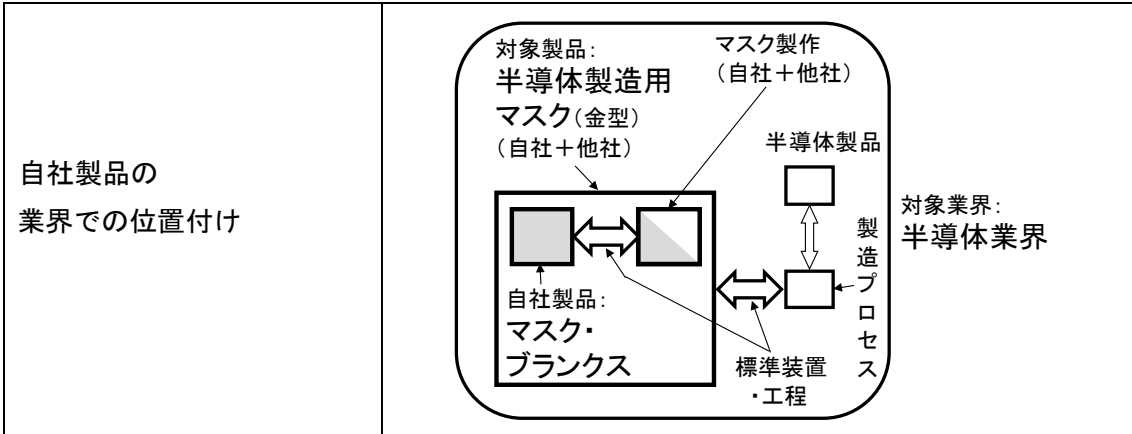 自社製品の
業界での位置付け
対象製品:
半導体製造用
マスク(金型)
(自社+他社)
マスク製作
(自社+他社)
半導体製品
自社製品:
マスク・
ブランクス
標準装置
・工程
製造プロセス
対象業界:
半導体業界